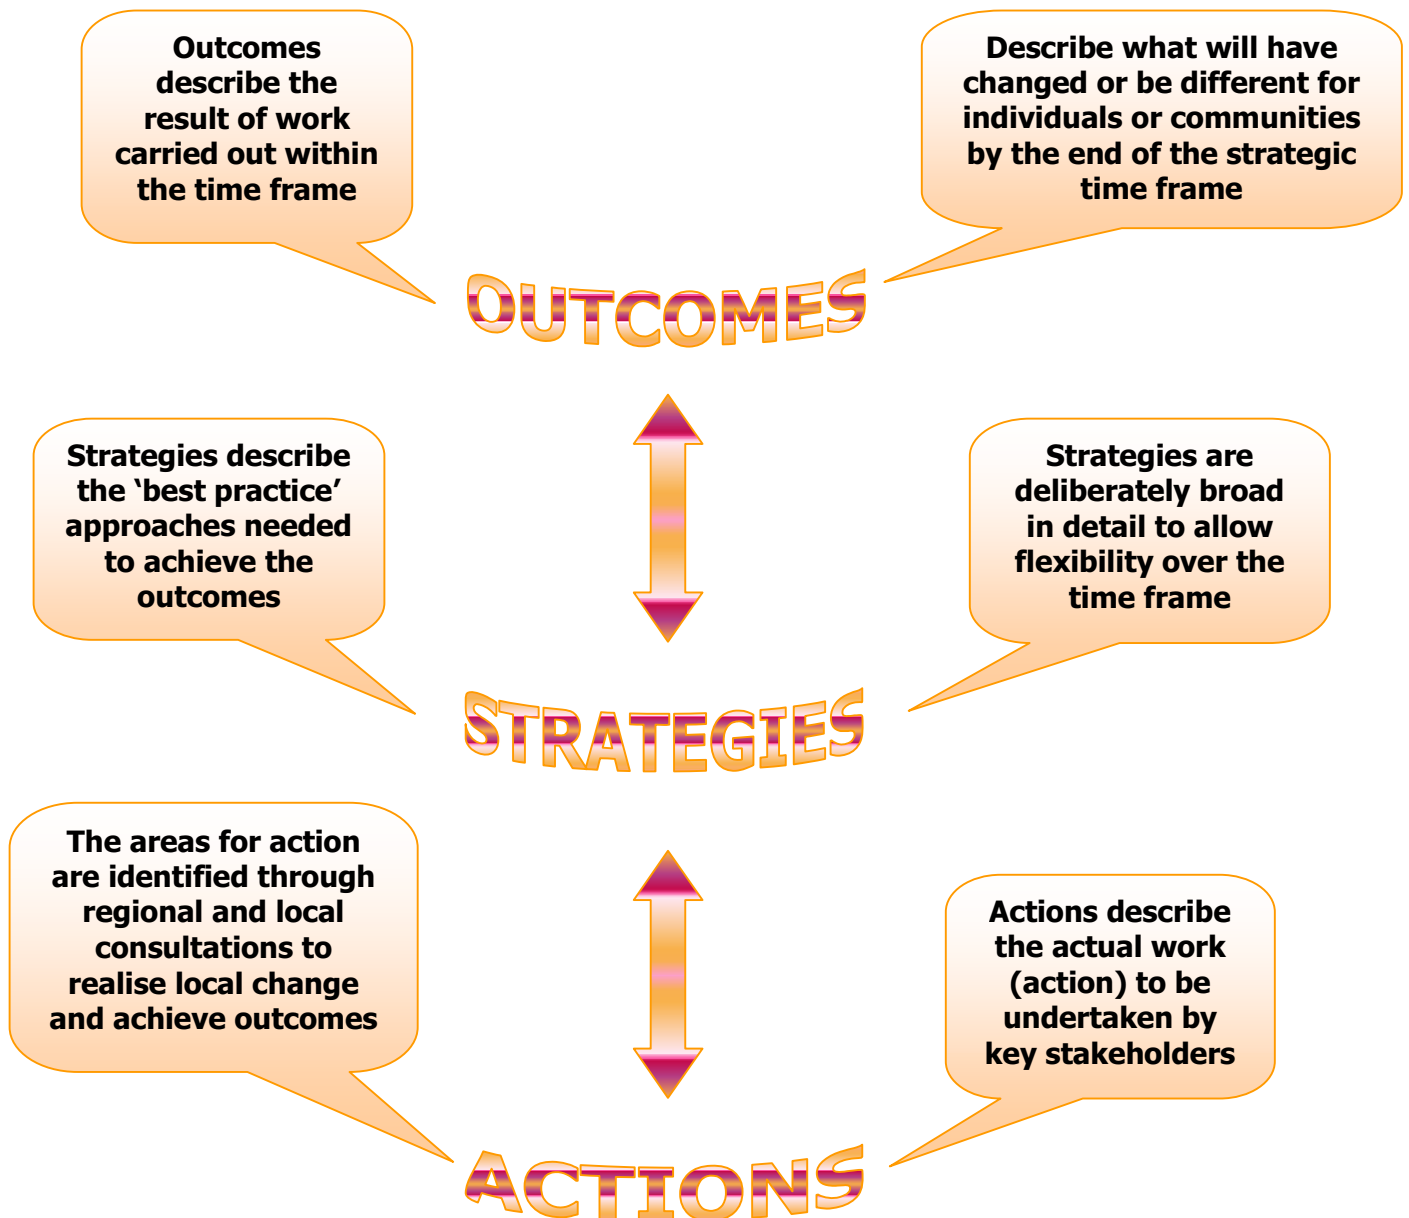 Outcomes
describe the
result of work
carried out within
the time frame
Describe what will have
changed or be different for
individuals or communities
by the end of the strategic
time frame
OUTCOMES
Strategies describe
the ‘best practice’
approaches needed
to achieve the
outcomes
Strategies are
deliberately broad
in detail to allow
flexibility over the
time frame
STRATEGIES
The areas for action
are identified through
regional and local
consultations to
realise local change
and achieve outcomes
Actions describe
the actual work
(action) to be
undertaken by
key stakeholders
ACTIONS